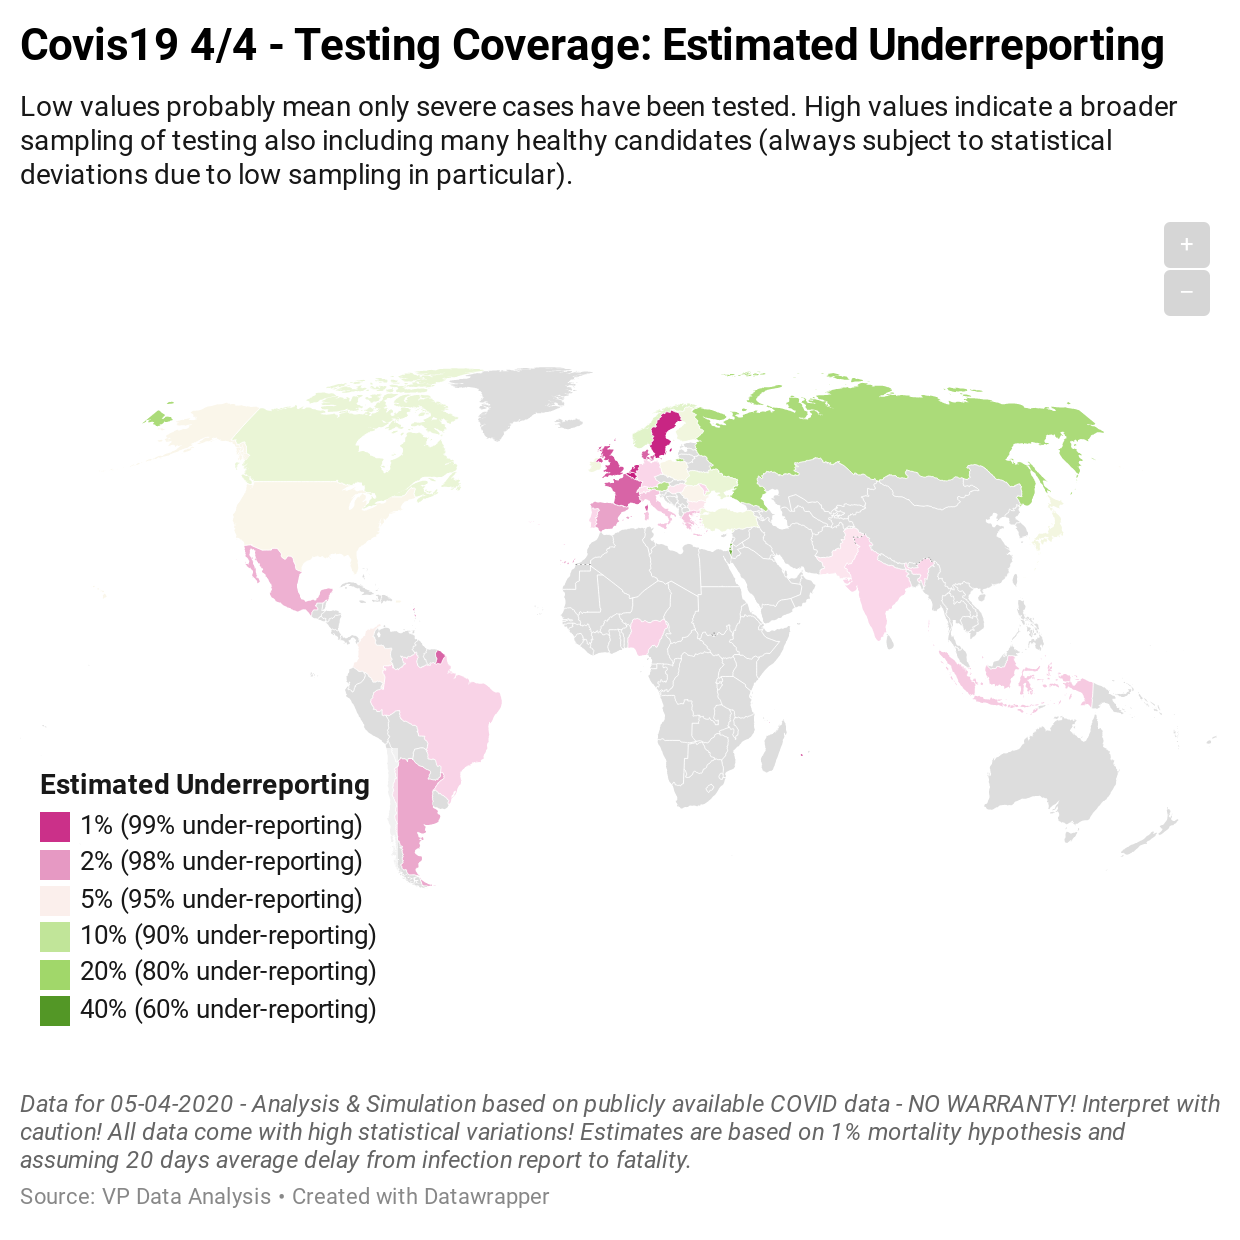 Covis19 4/4 - Testing Coverage: Estimated Underreporting
Low values probably mean only severe cases have been tested. High values indicate a broader
sampling of testing also including many healthy candidates (always subject to statistical
deviations due to low sampling in particular).
+
−
Estimated Underreporting
1% (99% under-reporting)
2% (98% under-reporting)
5% (95% under-reporting)
10% (90% under-reporting)
20% (80% under-reporting)
40% (60% under-reporting)
Data for 05-04-2020 - Analysis & Simulation based on publicly available COVID data - NO WARRANTY! Interpret with
caution! All data come with high statistical variations! Estimates are based on 1% mortality hypothesis and
assuming 20 days average delay from infection report to fatality.
Source: VP Data Analysis • Created with Datawrapper